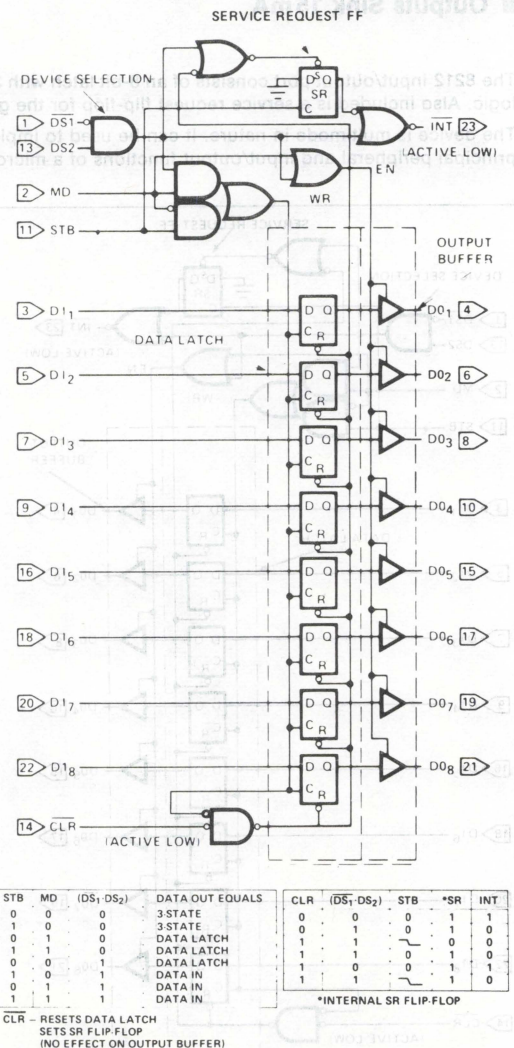 SERVICE REQUEST FF
DEVICE SELECTION
1 DS1
13 DS2
2 MD
11 STB
S
D Q
SR
C
INT 23
(ACTIVE LOW)
EN
WR
OUTPUT
BUFFER
DATA LATCH
3 DI1 D Q C R DO1 4
5 DI2 D Q C R DO2 6
7 DI3 D Q C R DO3 8
9 DI4 D Q C R DO4 10
16 DI5 D Q C R DO5 15
18 DI6 D Q C R DO6 17
20 DI7 D Q C R DO7 19
22 DI8 D Q C R DO8 21
14 CLR
(ACTIVE LOW)
STB MD (DS1·DS2) DATA OUT EQUALS
0 0 0 3-STATE
1 0 0 3-STATE
0 1 0 DATA LATCH
1 1 0 DATA LATCH
0 0 1 DATA LATCH
1 0 1 DATA IN
0 1 1 DATA IN
1 1 1 DATA IN
CLR – RESETS DATA LATCH
SETS SR FLIP-FLOP
(NO EFFECT ON OUTPUT BUFFER)
CLR (DS1·DS2) STB *SR INT
0 0 0 1 1
0 1 0 1 0
1 1 0 0
1 1 0 1 0
1 0 0 1 1
1 1 1 0
*INTERNAL SR FLIP-FLOP